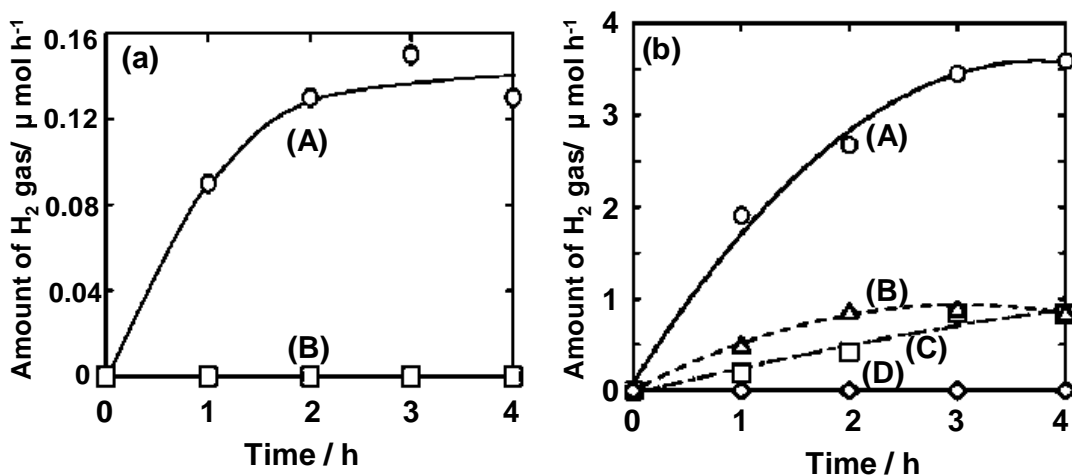 (a)
Amount of H₂ gas/ μ mol h⁻¹
0.16
0.12
0.08
0.04
0
(A)
(B)
0 1 2 3 4
Time / h
(b)
Amount of H₂ gas/ μ mol h⁻¹
4
3
2
1
0
(A)
(B)
(C)
(D)
0 1 2 3 4
Time / h